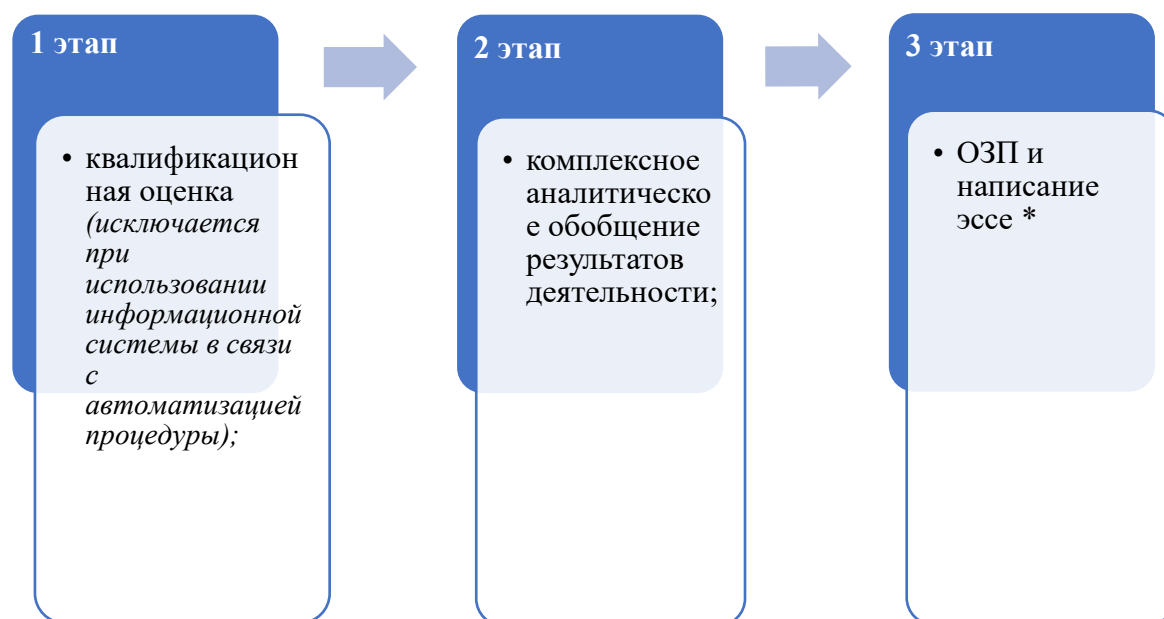 1 этап
• квалификацион
ная оценка
(исключается
при
использовании
информационной
системы в связи
с
автоматизацией
процедуры);
2 этап
• комплексное
аналитическо
е обобщение
результатов
деятельности;
3 этап
• ОЗП и
написание
эссе *